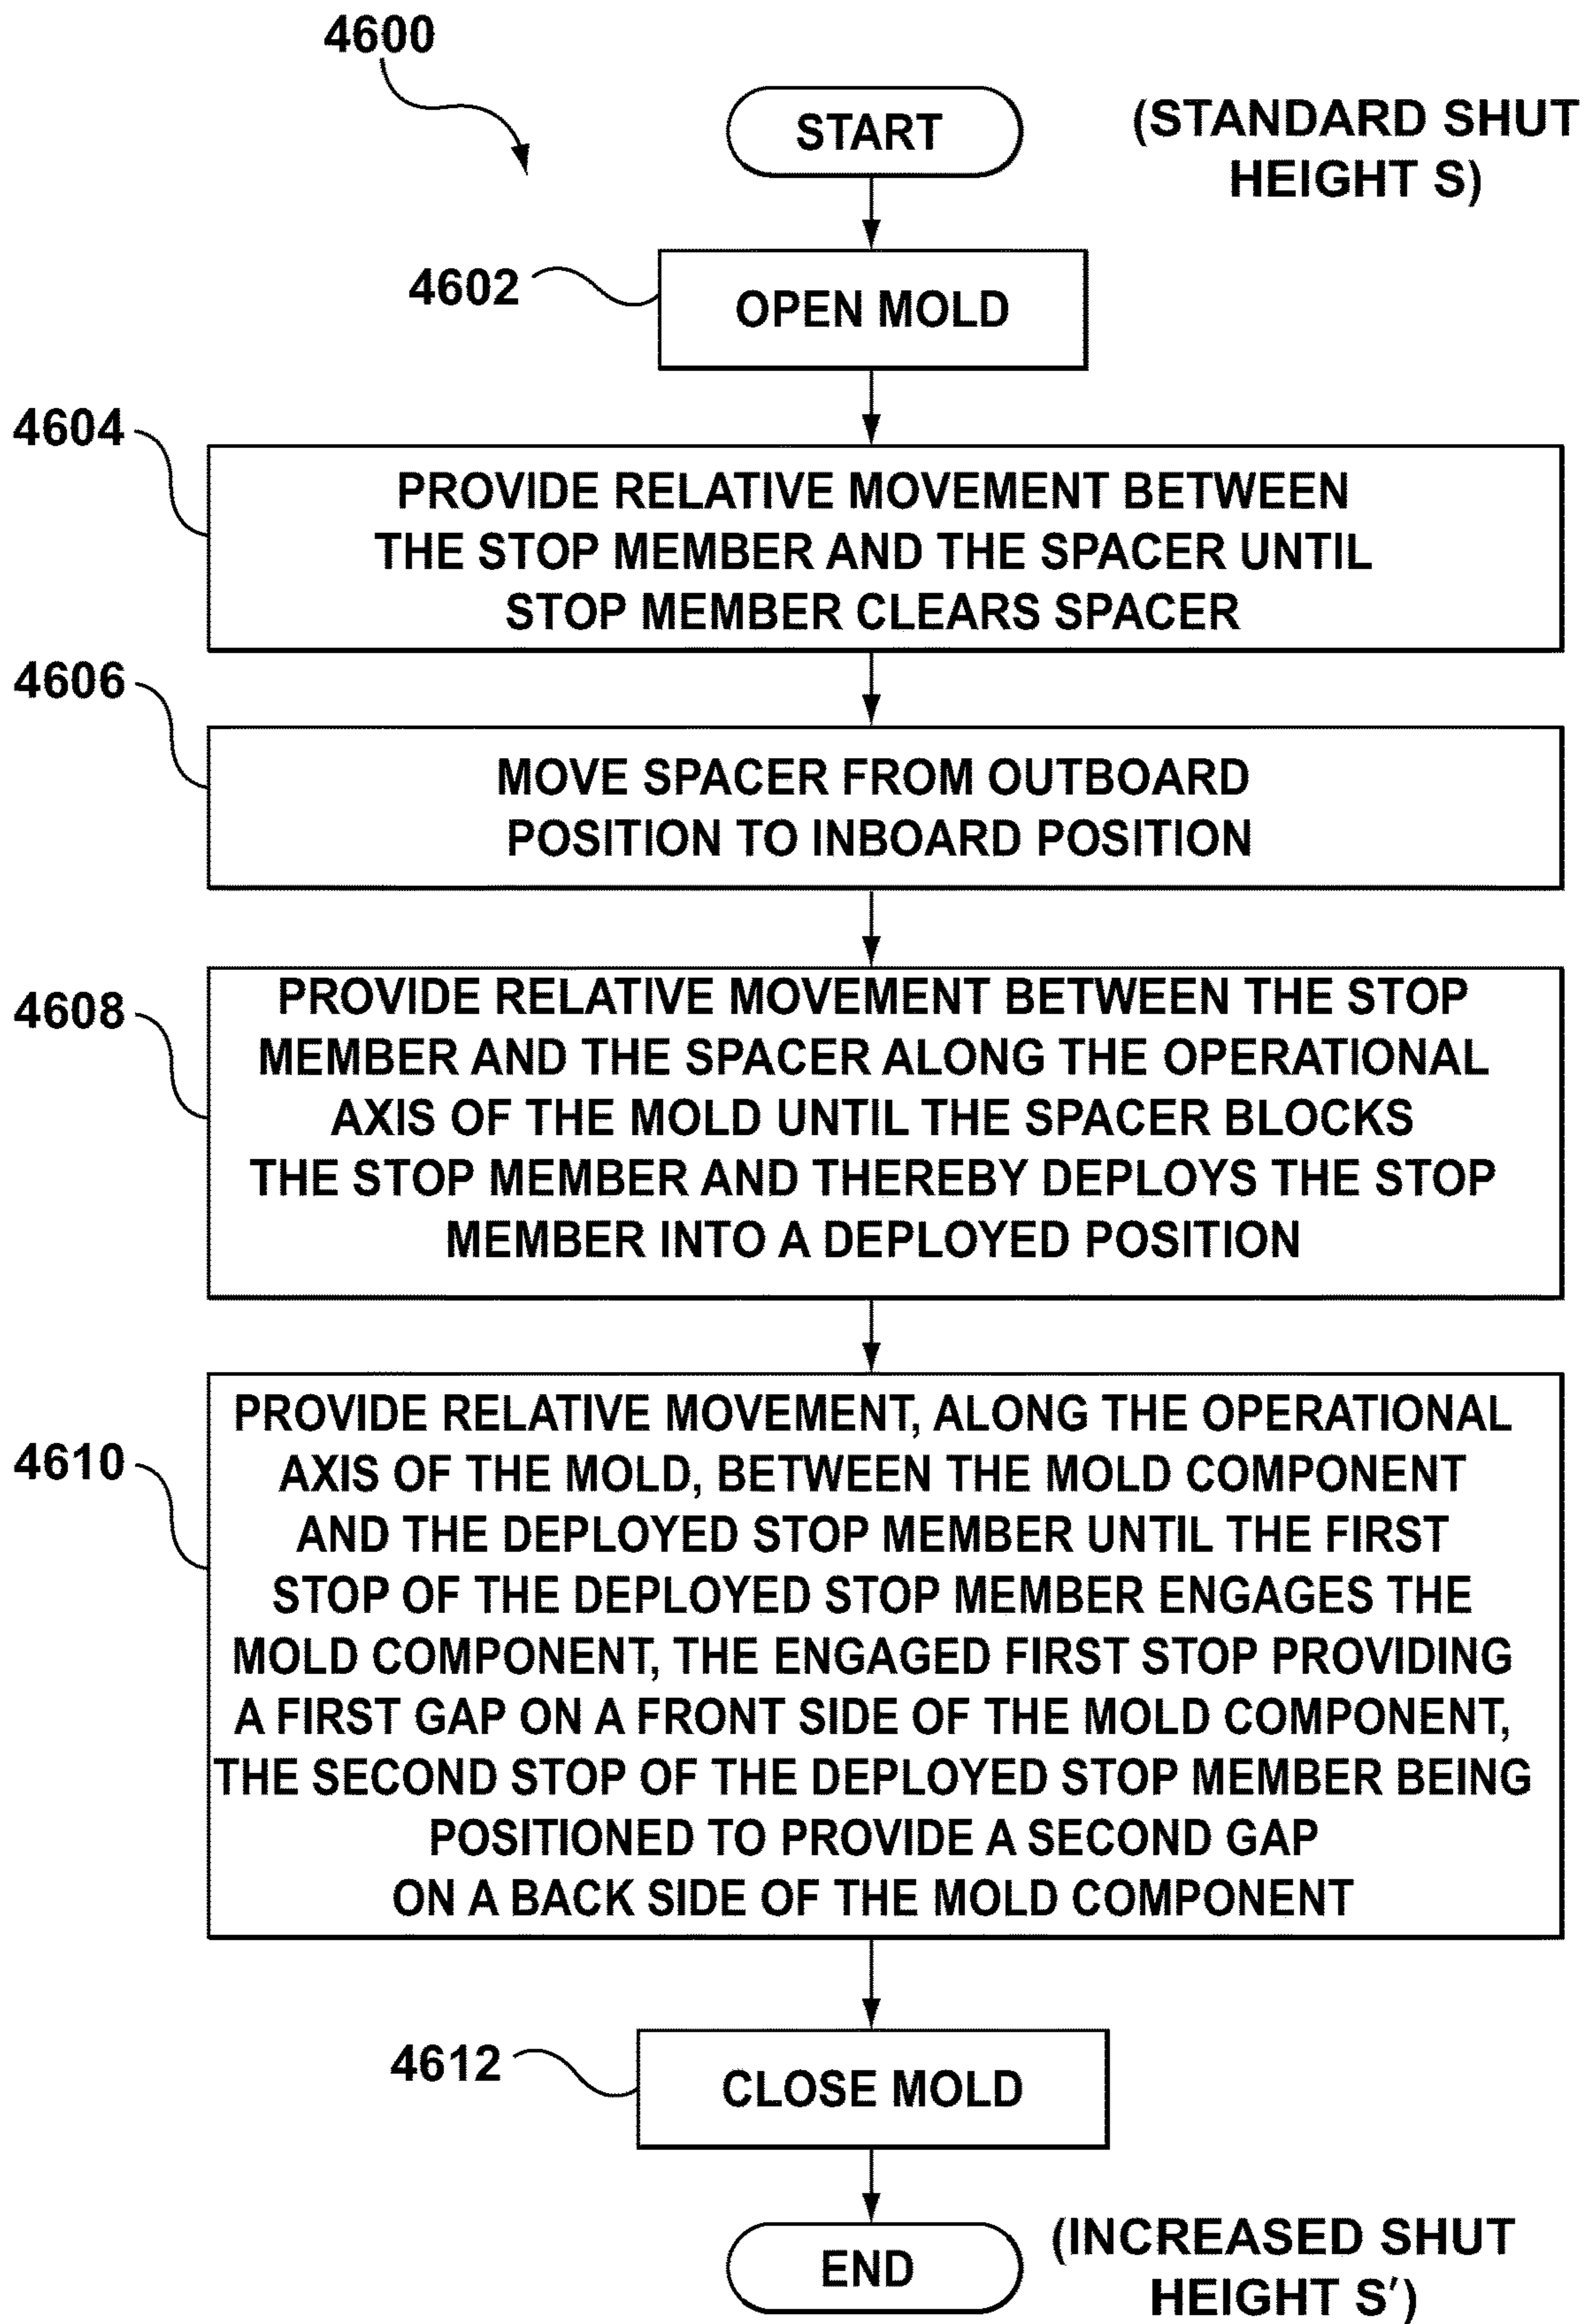 4600
START
(STANDARD SHUT
HEIGHT S)
4602
OPEN MOLD
4604
PROVIDE RELATIVE MOVEMENT BETWEEN
THE STOP MEMBER AND THE SPACER UNTIL
STOP MEMBER CLEARS SPACER
4606
MOVE SPACER FROM OUTBOARD
POSITION TO INBOARD POSITION
4608
PROVIDE RELATIVE MOVEMENT BETWEEN THE STOP
MEMBER AND THE SPACER ALONG THE OPERATIONAL
AXIS OF THE MOLD UNTIL THE SPACER BLOCKS
THE STOP MEMBER AND THEREBY DEPLOYS THE STOP
MEMBER INTO A DEPLOYED POSITION
4610
PROVIDE RELATIVE MOVEMENT, ALONG THE OPERATIONAL
AXIS OF THE MOLD, BETWEEN THE MOLD COMPONENT
AND THE DEPLOYED STOP MEMBER UNTIL THE FIRST
STOP OF THE DEPLOYED STOP MEMBER ENGAGES THE
MOLD COMPONENT, THE ENGAGED FIRST STOP PROVIDING
A FIRST GAP ON A FRONT SIDE OF THE MOLD COMPONENT,
THE SECOND STOP OF THE DEPLOYED STOP MEMBER BEING
POSITIONED TO PROVIDE A SECOND GAP
ON A BACK SIDE OF THE MOLD COMPONENT
4612
CLOSE MOLD
END
(INCREASED SHUT
HEIGHT S′)